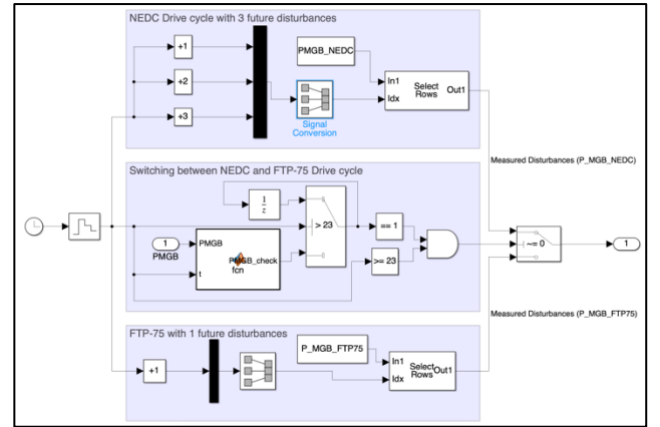 NEDC Drive cycle with 3 future disturbances
+1
+2
+3
PMGB_NEDC
Signal
Conversion
In1
Idx
Select
Rows
Out1
Measured Disturbances (P_MGB_NEDC)
Switching between NEDC and FTP-75 Drive cycle
1
z
> 23
== 1
>= 23
1
PMGB
PMGB
t
PMGB_check
fcn
~= 0
1
Measured Disturbances (P_MGB_FTP75)
FTP-75 with 1 future disturbances
+1
P_MGB_FTP75
In1
Idx
Select
Rows
Out1